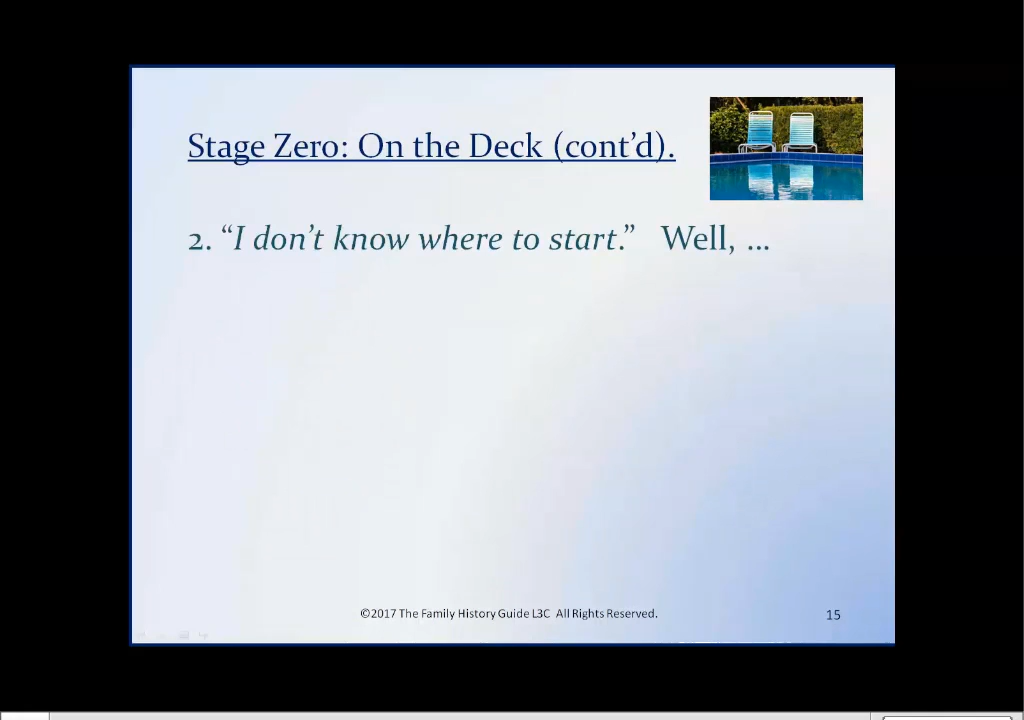 Stage Zero: On the Deck (cont’d).
2. “I don’t know where to start.” Well, ...
©2017 The Family History Guide L3C All Rights Reserved.
15